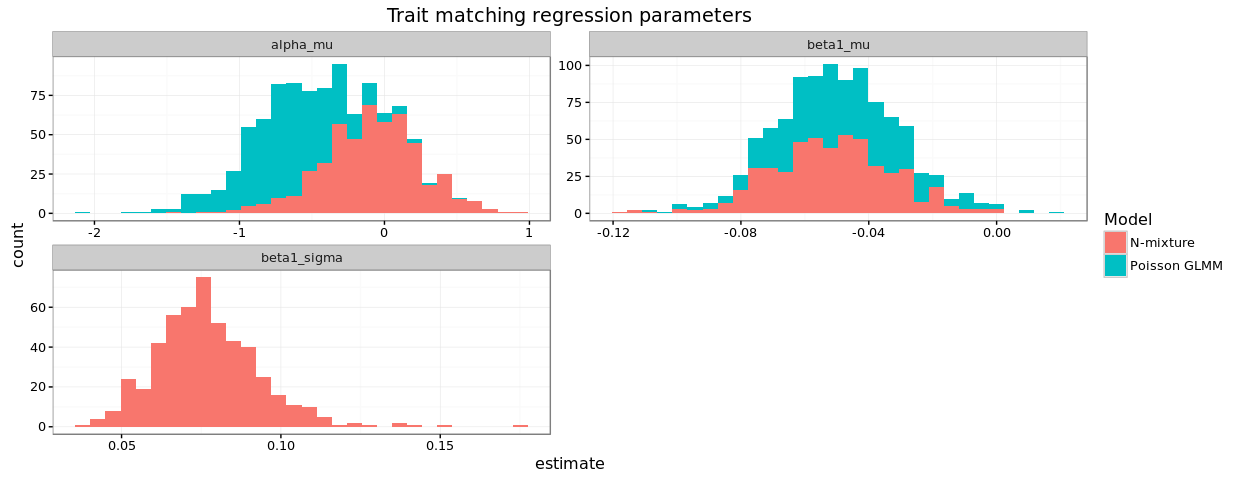 Trait matching regression parameters
alpha_mu
beta1_mu
75
50
25
0
-2
-1
0
1
100
75
50
25
0
-0.12
-0.08
-0.04
0.00
beta1_sigma
60
40
20
0
0.05
0.10
0.15
count
estimate
Model
N-mixture
Poisson GLMM